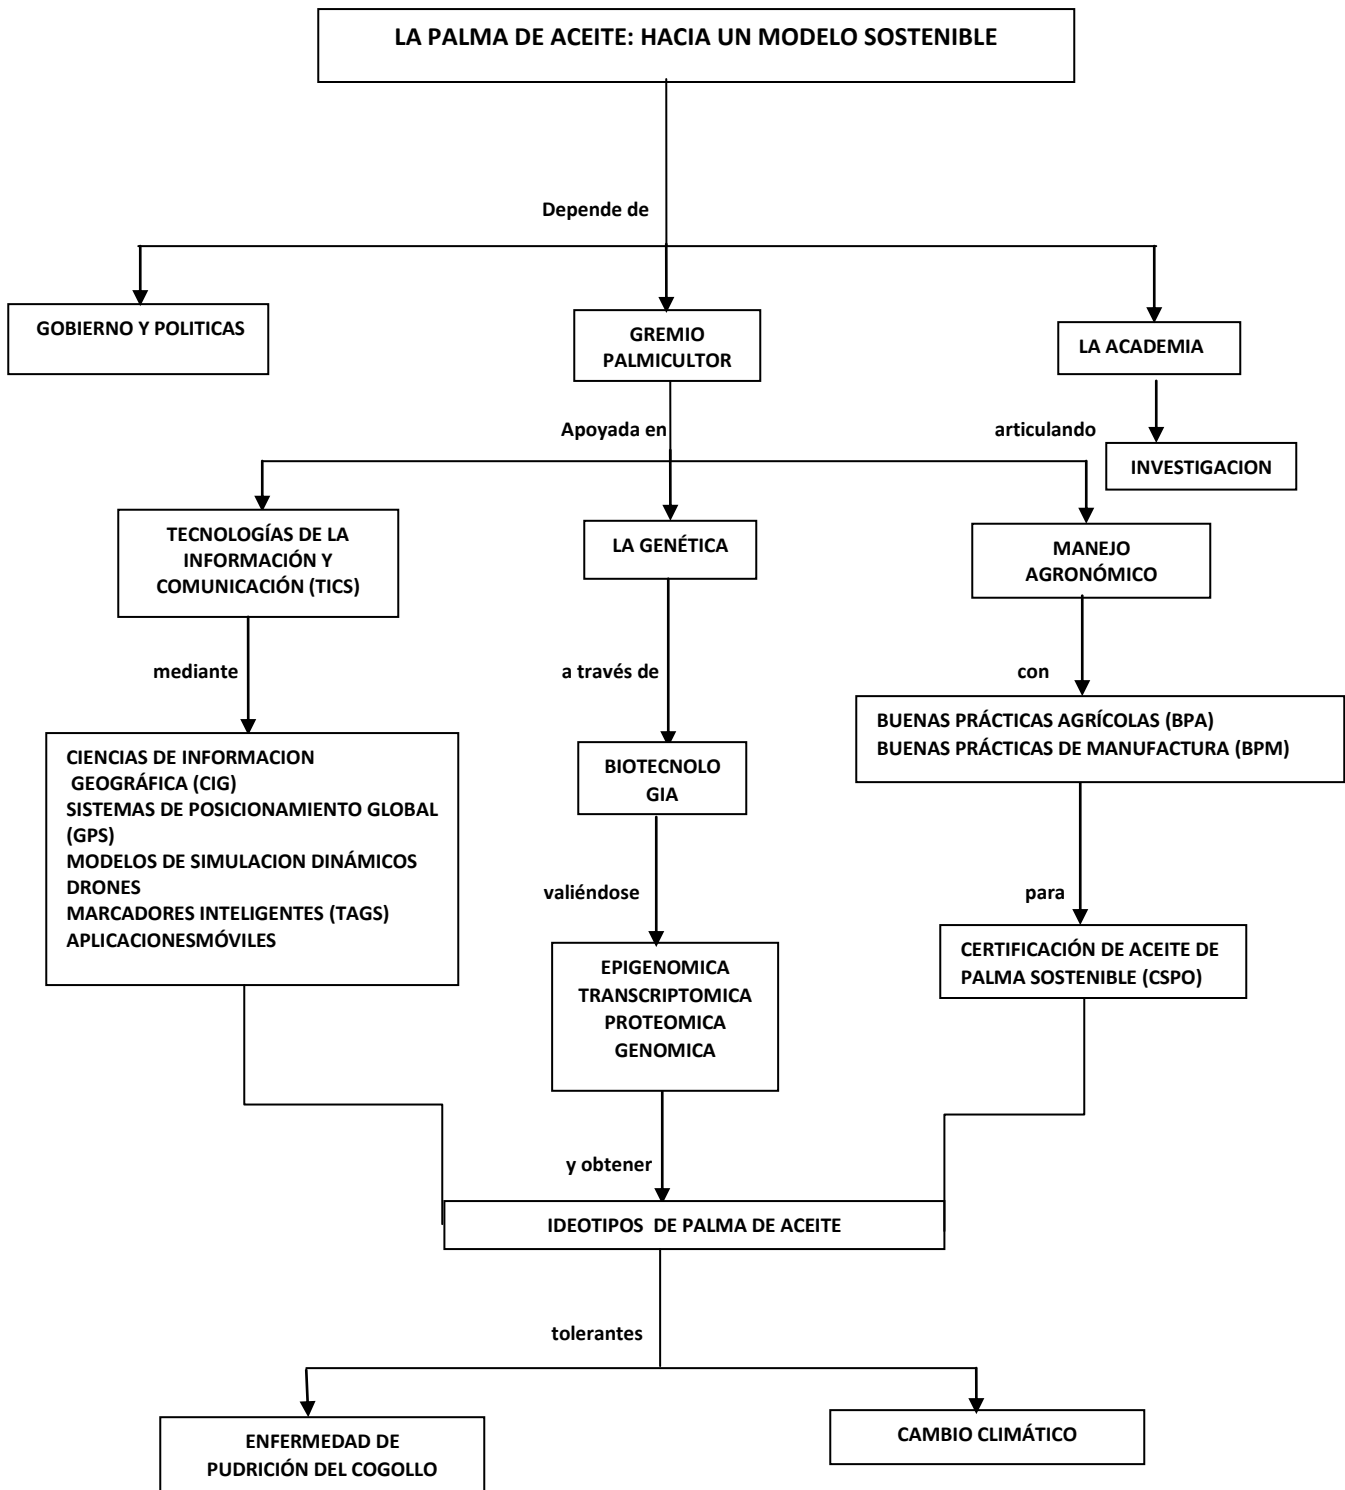 LA PALMA DE ACEITE: HACIA UN MODELO SOSTENIBLE
Depende de
GOBIERNO Y POLITICAS
GREMIO
PALMICULTOR
LA ACADEMIA
Apoyada en
articulando
INVESTIGACION
TECNOLOGÍAS DE LA
INFORMACIÓN Y
COMUNICACIÓN (TICS)
LA GENÉTICA
MANEJO
AGRONÓMICO
mediante
a través de
con
CIENCIAS DE INFORMACION
GEOGRÁFICA (CIG)
SISTEMAS DE POSICIONAMIENTO GLOBAL
(GPS)
MODELOS DE SIMULACION DINÁMICOS
DRONES
MARCADORES INTELIGENTES (TAGS)
APLICACIONESMÓVILES
BIOTECNOLO
GIA
BUENAS PRÁCTICAS AGRÍCOLAS (BPA)
BUENAS PRÁCTICAS DE MANUFACTURA (BPM)
valiéndose
para
EPIGENOMICA
TRANSCRIPTOMICA
PROTEOMICA
GENOMICA
CERTIFICACIÓN DE ACEITE DE
PALMA SOSTENIBLE (CSPO)
y obtener
IDEOTIPOS  DE PALMA DE ACEITE
tolerantes
ENFERMEDAD DE
PUDRICIÓN DEL COGOLLO
CAMBIO CLIMÁTICO